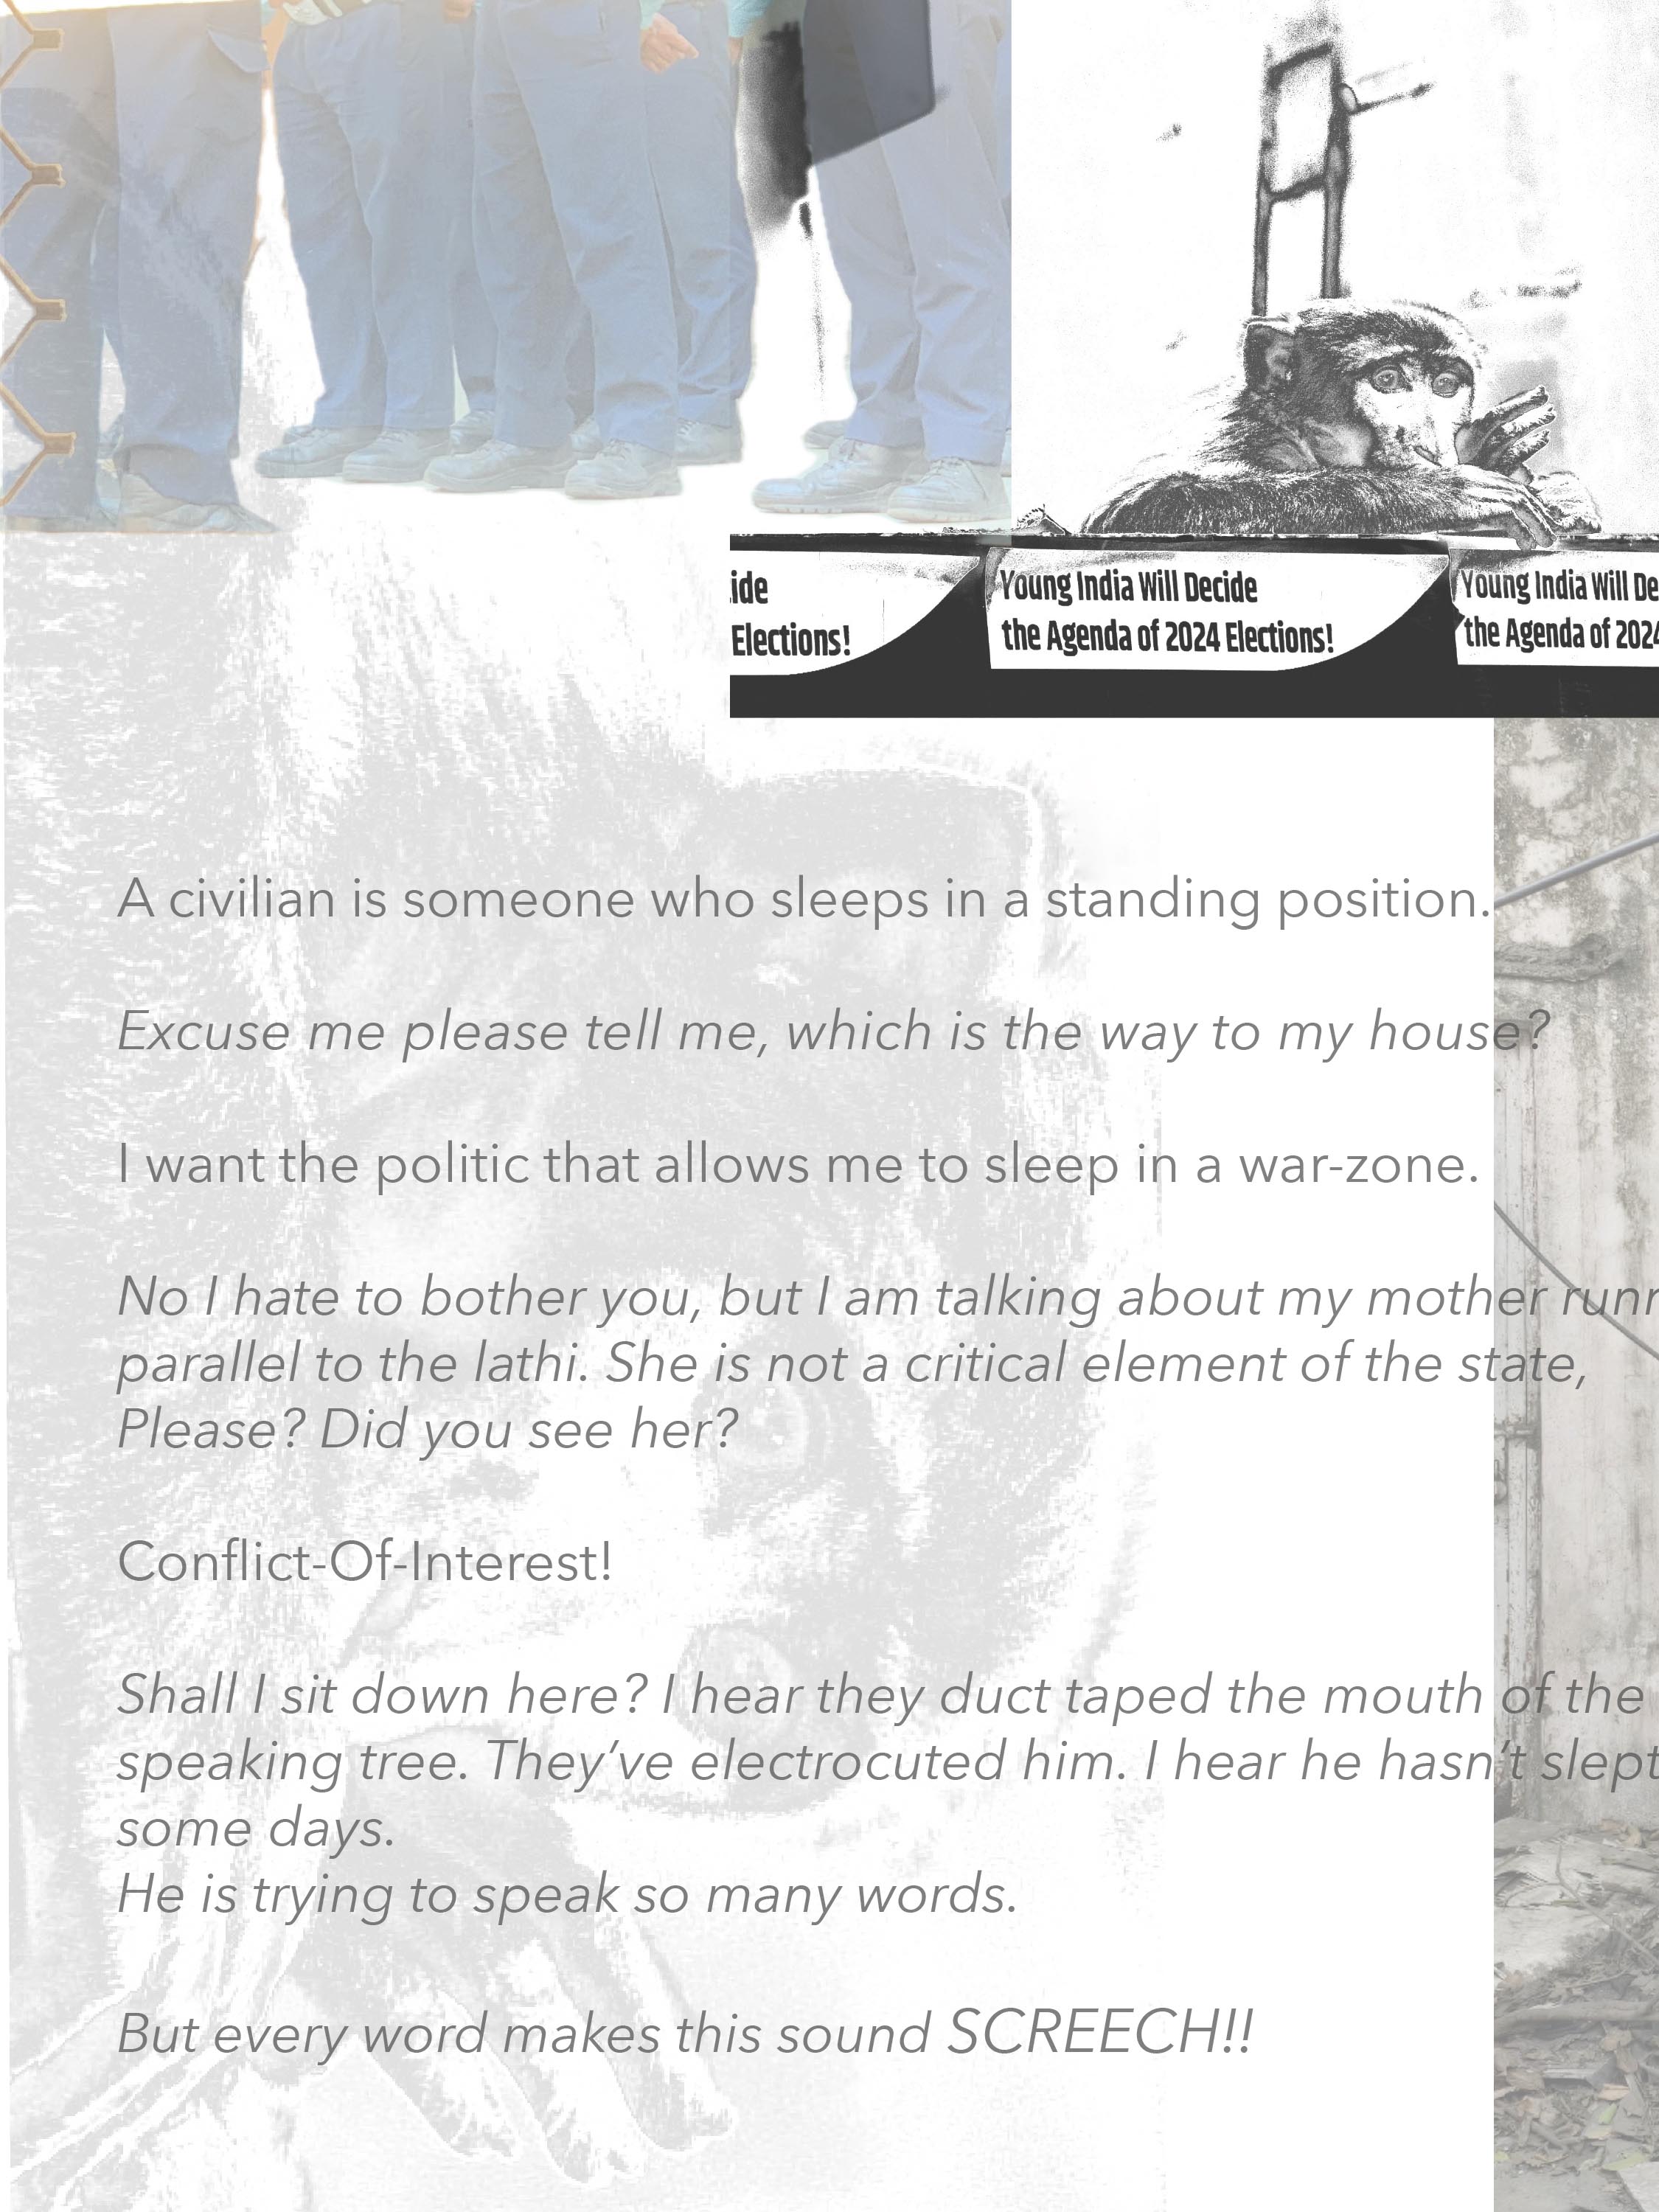 ide
Elections!
Young India Will Decide
the Agenda of 2024 Elections!
Young India Will De
the Agenda of 2024
A civilian is someone who sleeps in a standing position.
Excuse me please tell me, which is the way to my house?
I want the politic that allows me to sleep in a war-zone.
No I hate to bother you, but I am talking about my mother runn
parallel to the lathi. She is not a critical element of the state,
Please? Did you see her?
Conflict-Of-Interest!
Shall I sit down here? I hear they duct taped the mouth of the
speaking tree. They’ve electrocuted him. I hear he hasn’t slept
some days.
He is trying to speak so many words.
But every word makes this sound SCREECH!!